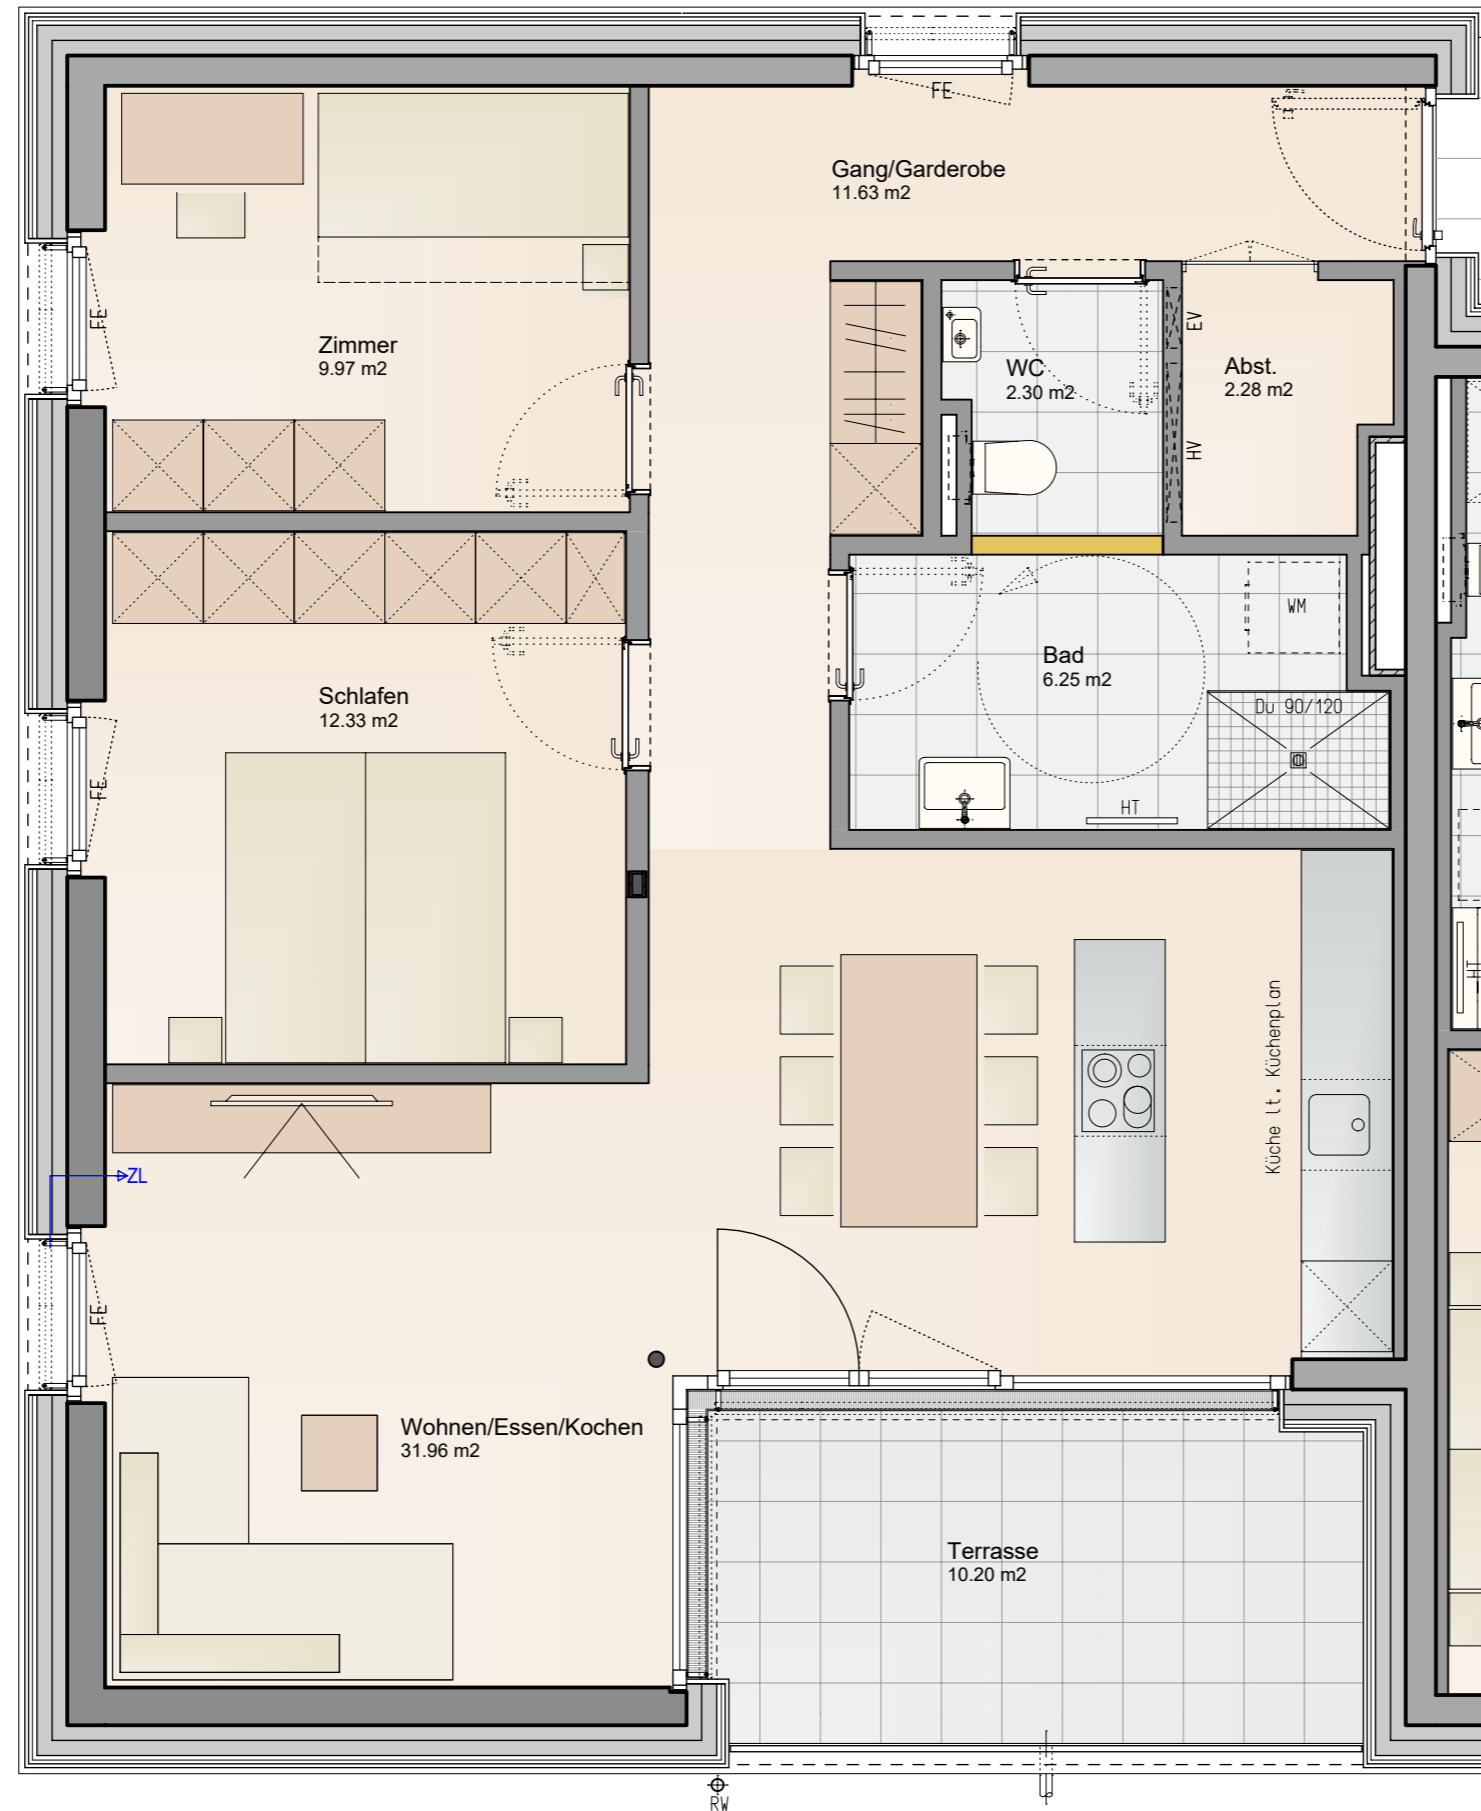 FE
Gang/Garderobe
11.63 m2
FE
Zimmer
9.97 m2
WC
2.30 m2
EV
HV
Abst.
2.28 m2
WM
Bad
6.25 m2
Du 90/120
HT
Schlafen
12.33 m2
FE
HT
Küche lt. Küchenplan
ZL
FE
Wohnen/Essen/Kochen
31.96 m2
Terrasse
10.20 m2
RW